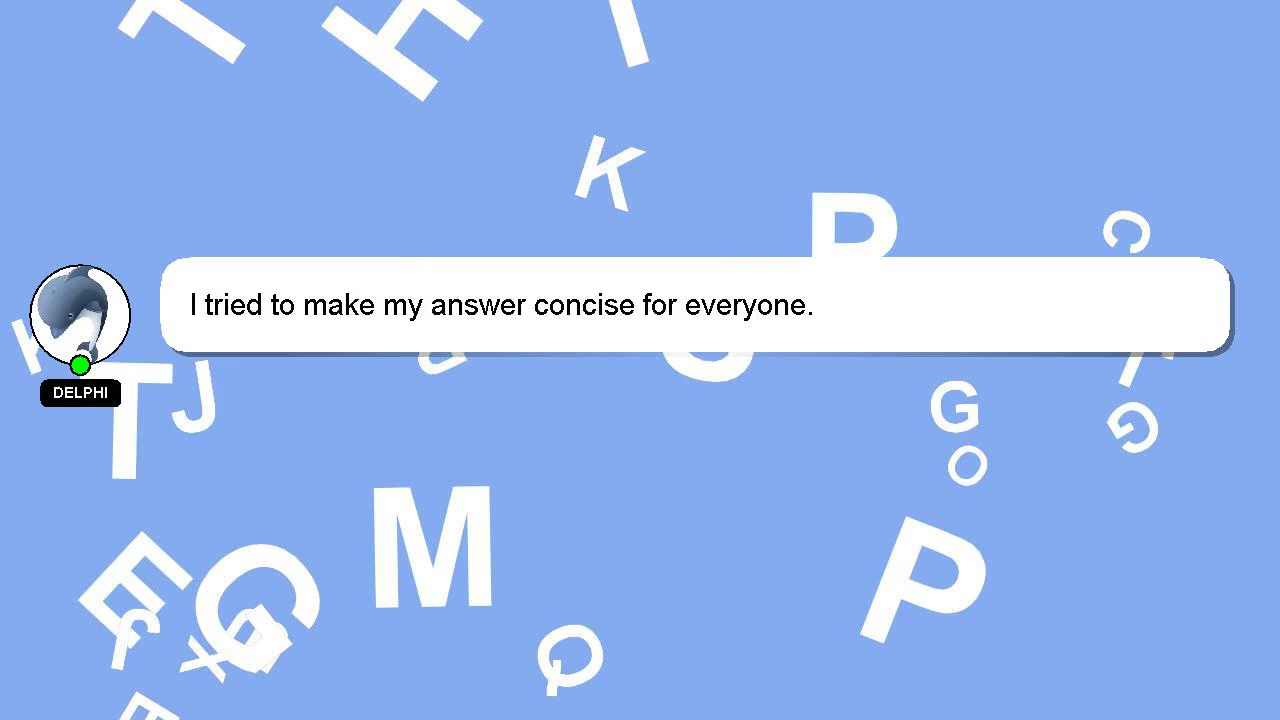 I tried to make my answer concise for everyone.
DELPHI
T
H
K
P
C
T
J
G
G
O
M
E
G
P
J
X
Q